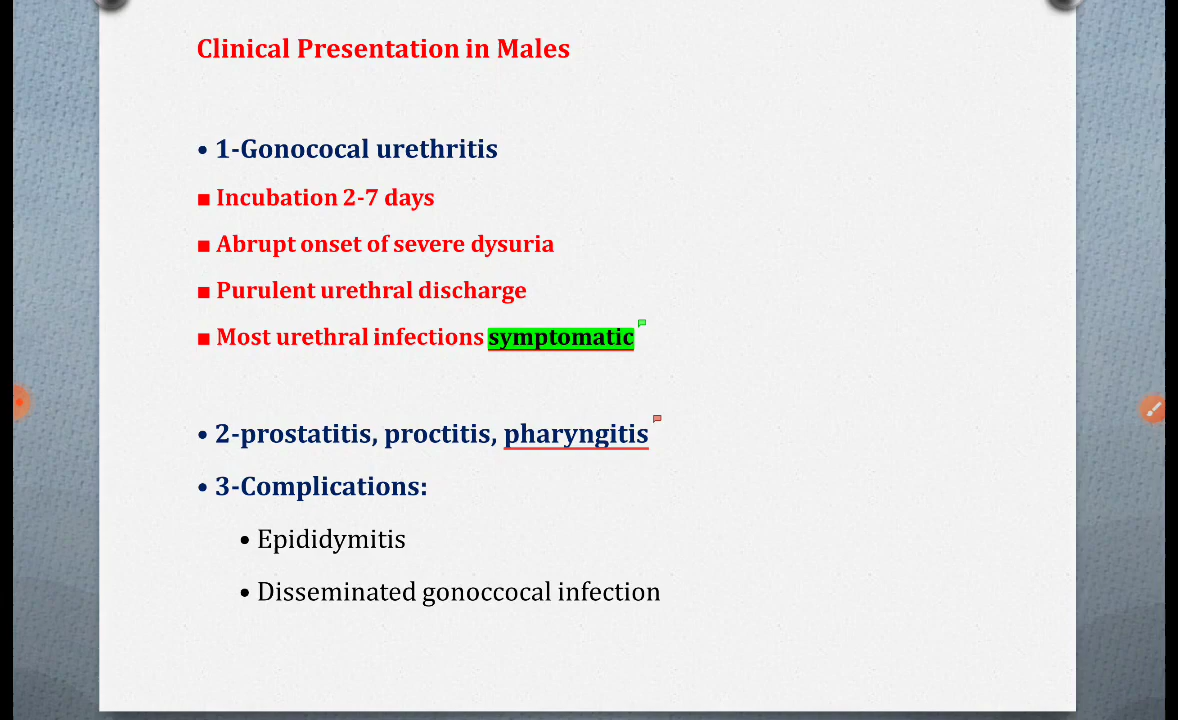 Clinical Presentation in Males
• 1-Gonococal urethritis
■ Incubation 2-7 days
■ Abrupt onset of severe dysuria
■ Purulent urethral discharge
■ Most urethral infections symptomatic
• 2-prostatitis, proctitis, pharyngitis
• 3-Complications:
• Epididymitis
• Disseminated gonoccocal infection